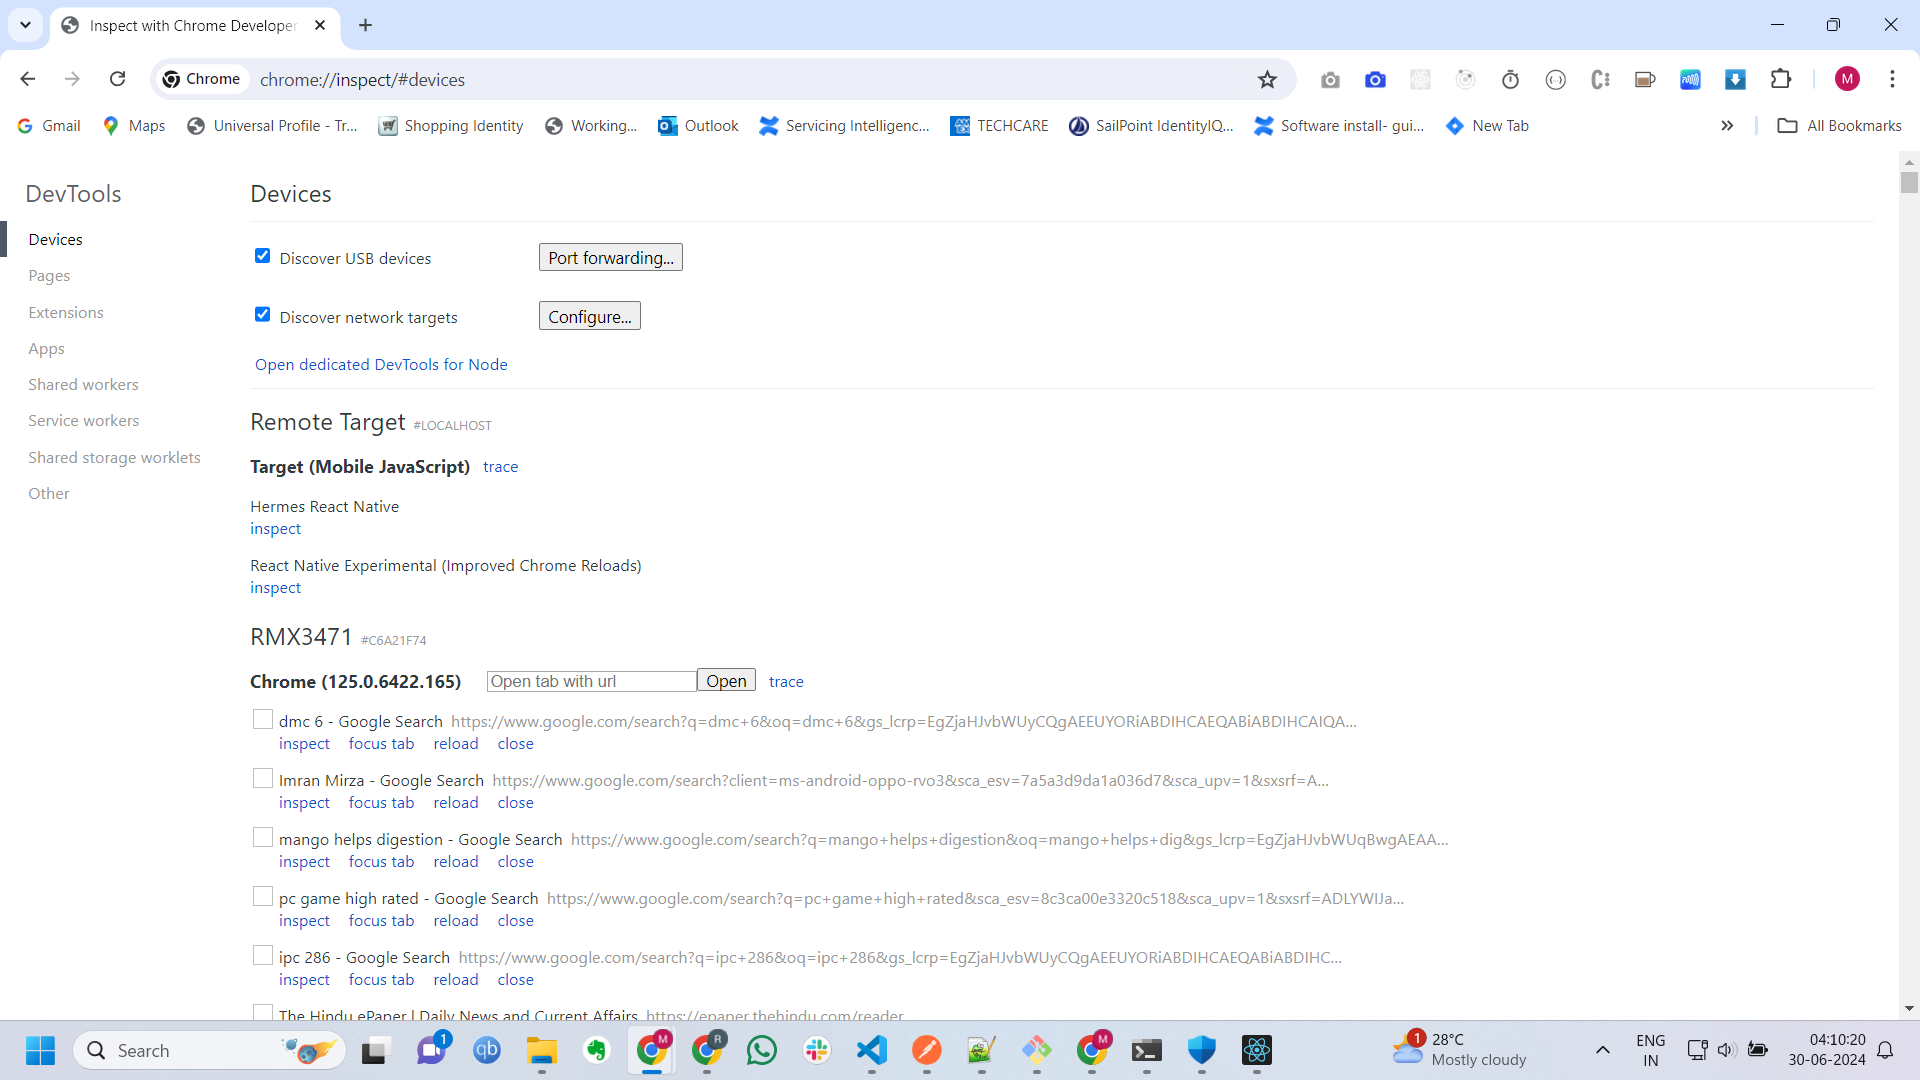 Inspect with Chrome Developer
Chrome
chrome://inspect/#devices
M
Gmail
Maps
Universal Profile - Tr...
Shopping Identity
Working...
Outlook
Servicing Intelligenc...
TECHCARE
SailPoint IdentityIQ...
Software install- gui...
New Tab
All Bookmarks
DevTools
Devices
Pages
Extensions
Apps
Shared workers
Service workers
Shared storage worklets
Other
Devices
Discover USB devices
Port forwarding...
Discover network targets
Configure...
Open dedicated DevTools for Node
Remote Target #LOCALHOST
Target (Mobile JavaScript) trace
Hermes React Native
inspect
React Native Experimental (Improved Chrome Reloads)
inspect
RMX3471 #C6A21F74
Chrome (125.0.6422.165) Open tab with url Open trace
dmc 6 - Google Search https://www.google.com/search?q=dmc+6&oq=dmc+6&gs_lcrp=EgZjaHJvbWUyCQgAEEUYORiABDIHCAEQABiABDIHCAIQA...
inspect focus tab reload close
Imran Mirza - Google Search https://www.google.com/search?client=ms-android-oppo-rvo3&sca_esv=7a5a3d9da1a036d7&sca_upv=1&sxsrf=A...
inspect focus tab reload close
mango helps digestion - Google Search https://www.google.com/search?q=mango+helps+digestion&oq=mango+helps+dig&gs_lcrp=EgZjaHJvbWUqBwgAEAA...
inspect focus tab reload close
pc game high rated - Google Search https://www.google.com/search?q=pc+game+high+rated&sca_esv=8c3ca00e3320c518&sca_upv=1&sxsrf=ADLYWIJa...
inspect focus tab reload close
ipc 286 - Google Search https://www.google.com/search?q=ipc+286&oq=ipc+286&gs_lcrp=EgZjaHJvbWUyCQgAEEUYORiABDIHCAEQABiABDIHC...
inspect focus tab reload close
The Hindu ePaper | Daily News and Current Affairs https://epaper.thehindu.com/reader
Search
1
qb
M
R
M
1
28°C
Mostly cloudy
ENG
IN
04:10:20
30-06-2024